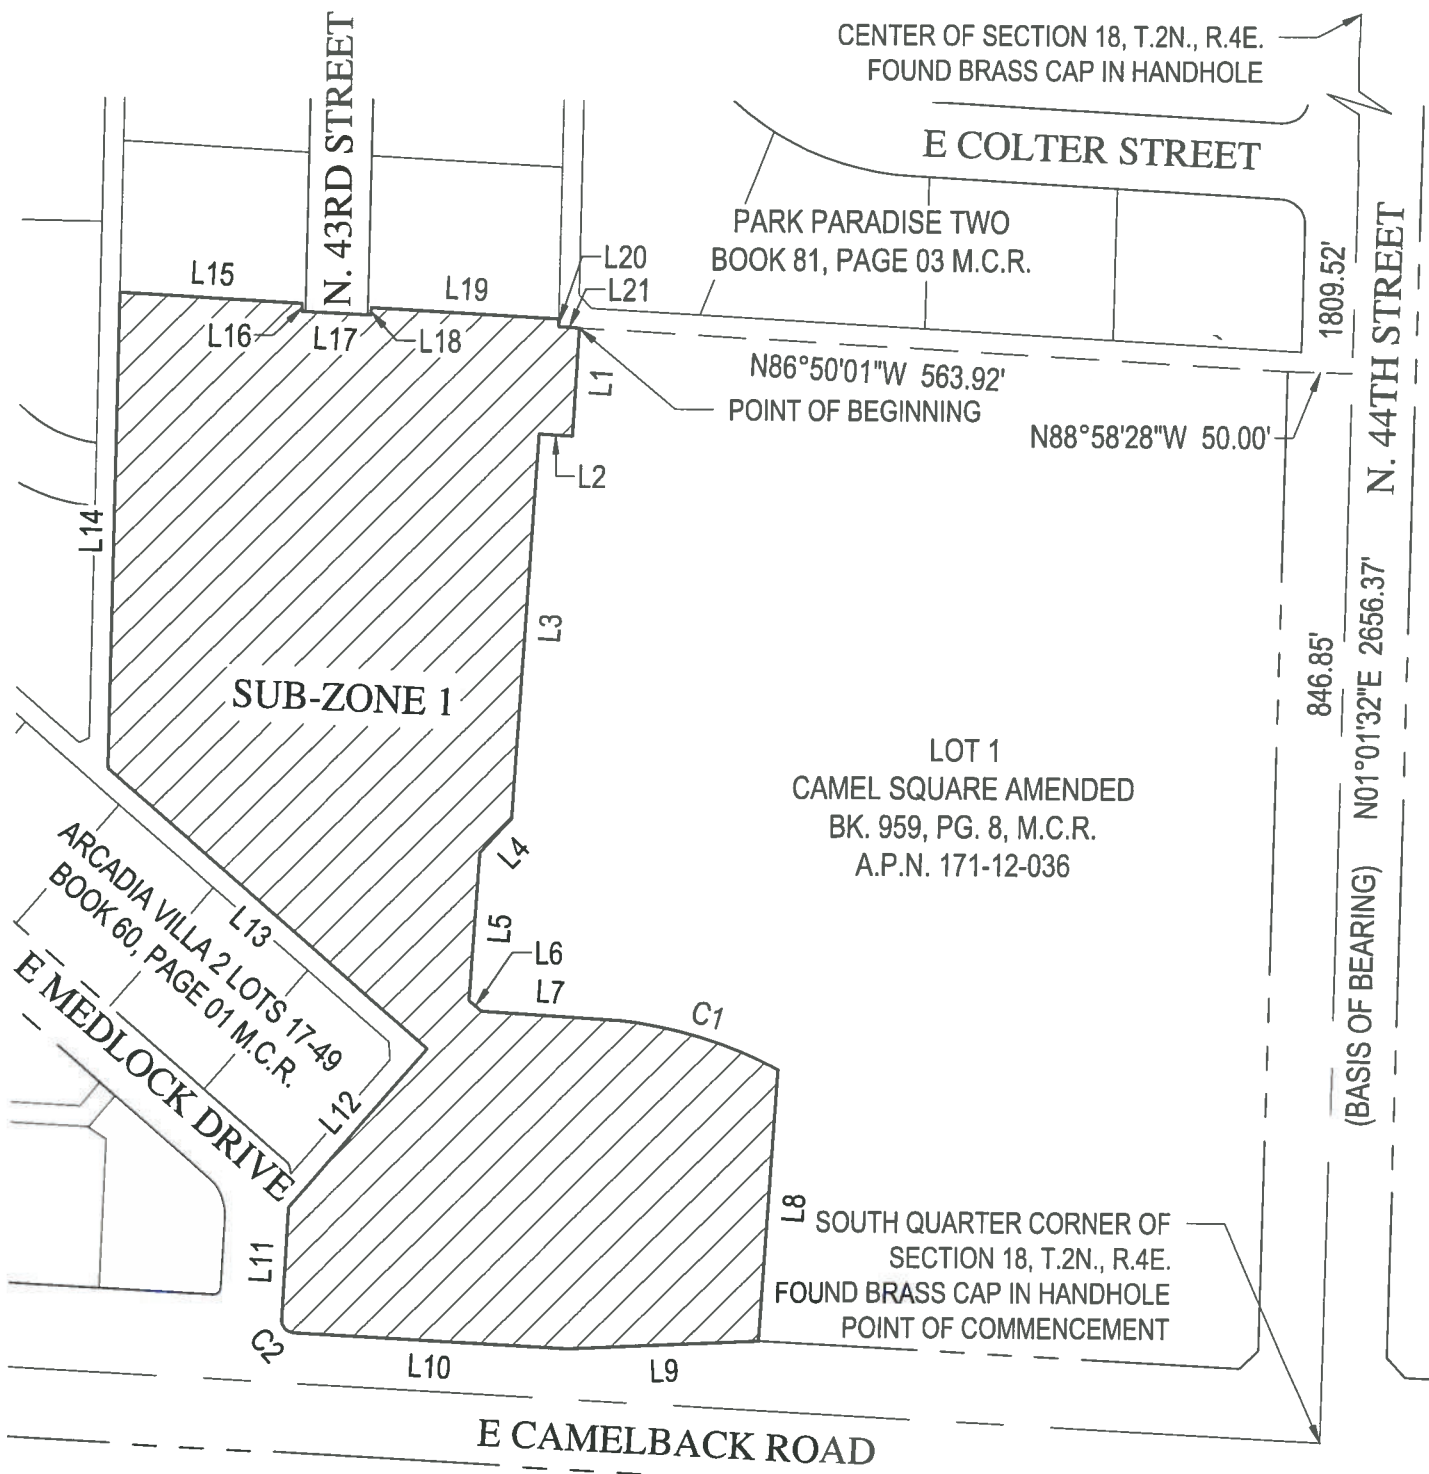 CENTER OF SECTION 18, T.2N., R.4E.
FOUND BRASS CAP IN HANDHOLE
N. 43RD STREET
E COLTER STREET
PARK PARADISE TWO
BOOK 81, PAGE 03 M.C.R.
1809.52'
N. 44TH STREET
L15
L16
L17
L18
L19
L20
L21
N86°50'01"W 563.92'
POINT OF BEGINNING
N88°58'28"W 50.00'
L1
L2
L14
L3
SUB-ZONE 1
846.85'
N01°01'32"E 2656.37'
(BASIS OF BEARING)
LOT 1
CAMEL SQUARE AMENDED
BK. 959, PG. 8, M.C.R.
A.P.N. 171-12-036
L4
L5
L6
L7
C1
ARCADIA VILLA 2 LOTS 17-49
BOOK 60, PAGE 01 M.C.R.
L13
E MEDLOCK DRIVE
L12
L8
SOUTH QUARTER CORNER OF
SECTION 18, T.2N., R.4E.
FOUND BRASS CAP IN HANDHOLE
POINT OF COMMENCEMENT
L11
C2
L10
L9
E CAMELBACK ROAD